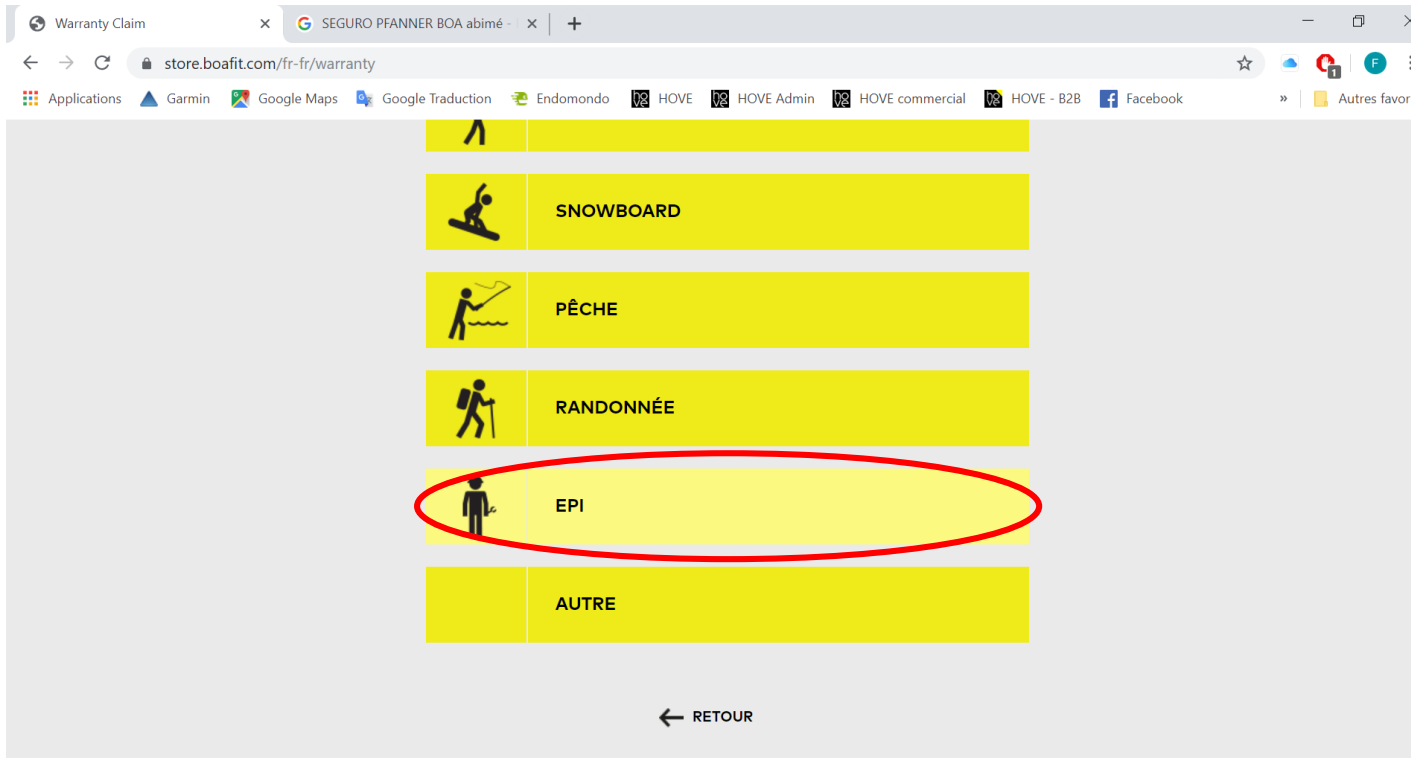 Warranty Claim
SEGURO PFANNER BOA abimé -
store.boafit.com/fr-fr/warranty
1
F
Applications Garmin Google Maps Google Traduction Endomondo HOVE HOVE Admin HOVE commercial HOVE - B2B Facebook » Autres favor
SNOWBOARD
PÊCHE
RANDONNÉE
EPI
AUTRE
RETOUR